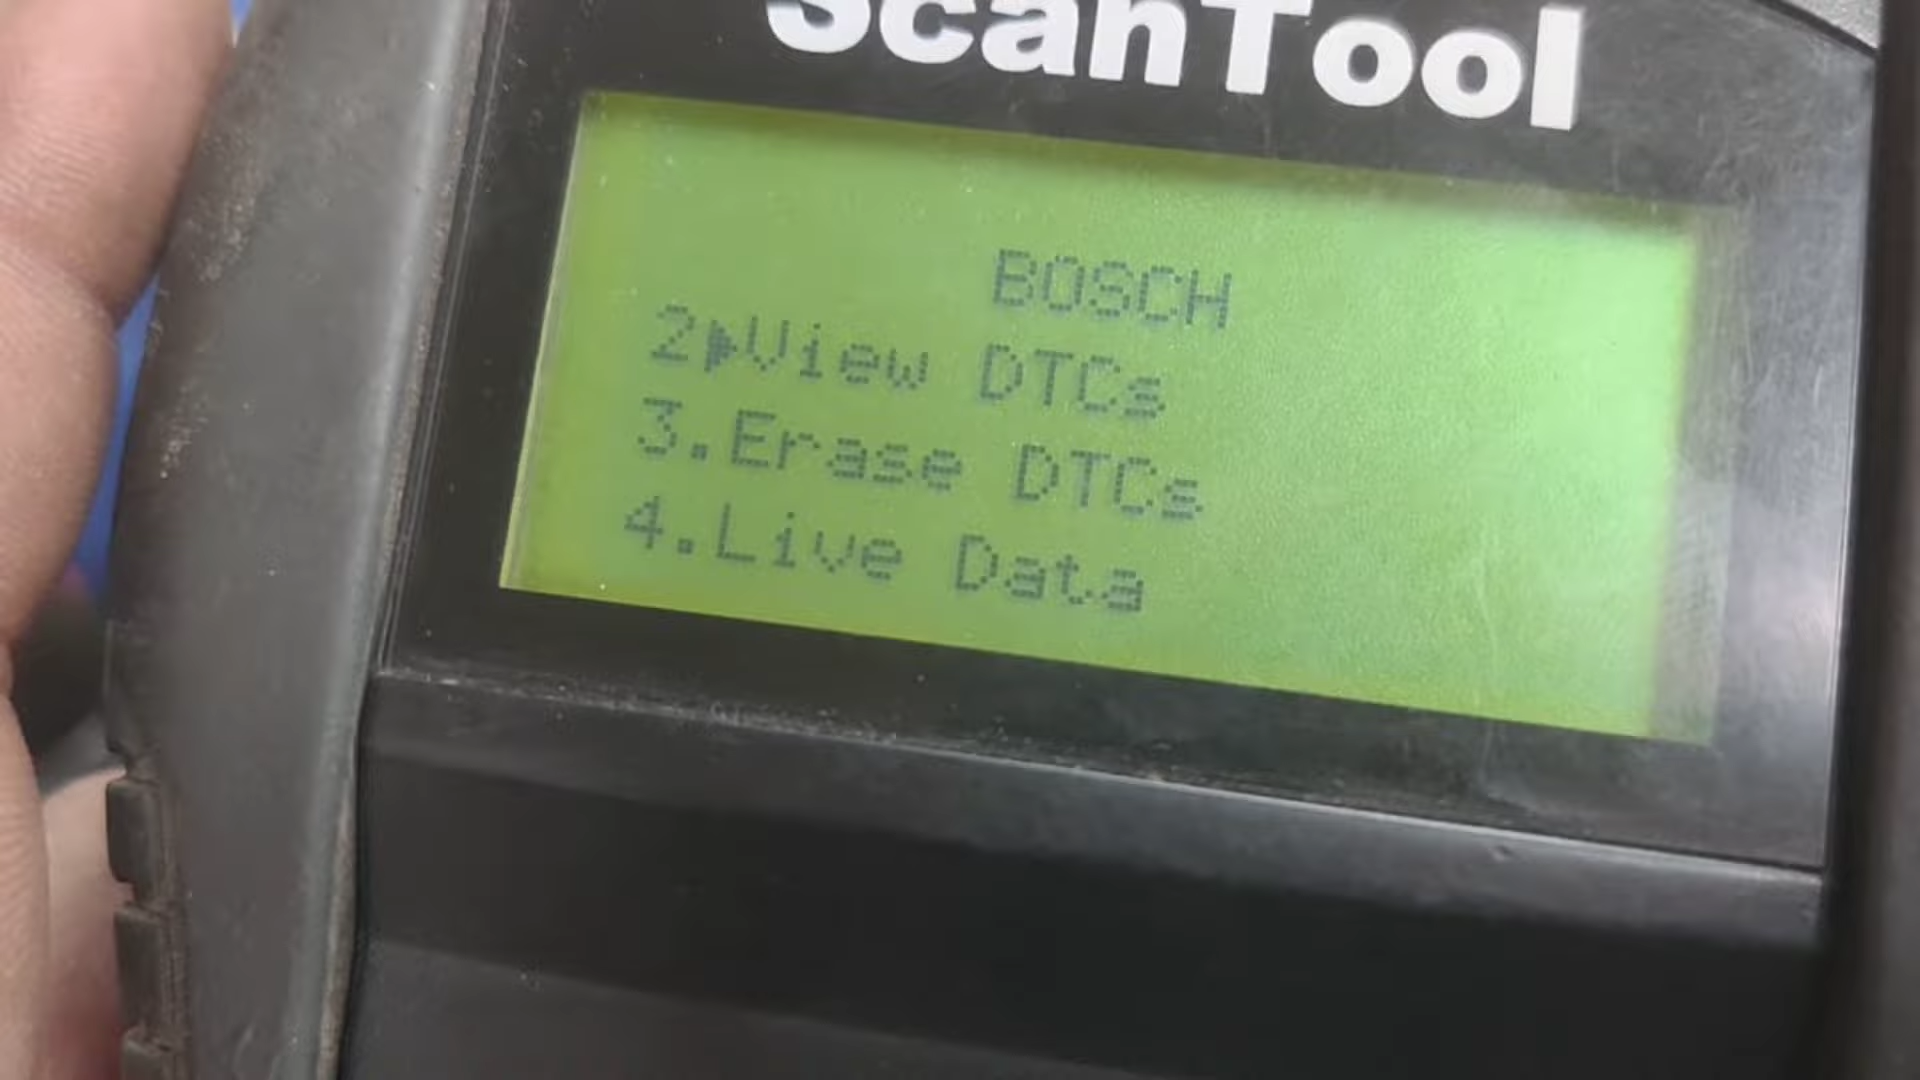 ScanTool
BOSCH
2▶View DTCs
3.Erase DTCs
4.Live Data